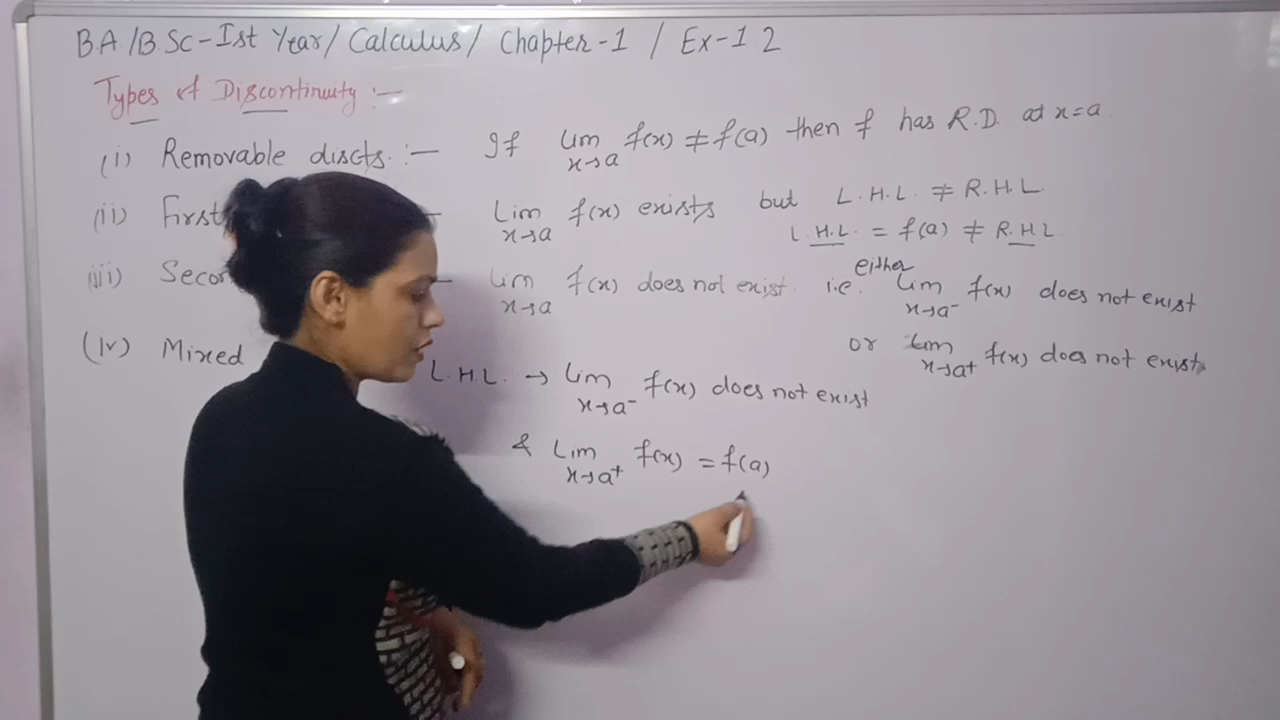 B.A./B.Sc-Ist Year/ Calculus/ Chapter-1 / Ex-1 2
Types of Discontinuity :-
(i) Removable discts. :- If lim x→a f(x) ≠ f(a) then f has R.D. at x=a
(ii) First - Lim x→a f(x) exists but L.H.L. ≠ R.H.L
L.H.L. = f(a) ≠ R.H.L
(iii) - Lim x→a f(x) does not exist. i.e. either Lim x→a⁻ f(x) does not exist
or Lim x→a⁺ f(x) does not exist
(iv) Mixed
L.H.L. → Lim x→a⁻ f(x) does not exist
& Lim x→a⁺ f(x) = f(a)